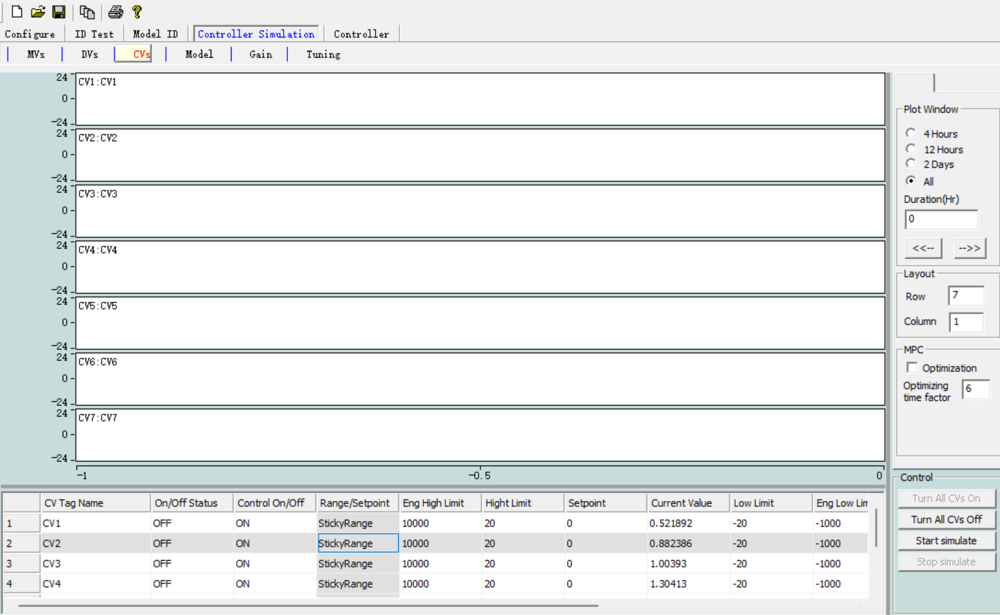 Configure ID Test Model ID Controller Simulation Controller
MVs DVs CVs Model Gain Tuning
24 CV1:CV1
0
-24
24 CV2:CV2
0
-24
24 CV3:CV3
0
-24
24 CV4:CV4
0
-24
24 CV5:CV5
0
-24
24 CV6:CV6
0
-24
24 CV7:CV7
0
-24
-1 -0.5 0
Plot Window
4 Hours
12 Hours
2 Days
All
Duration(Hr)
0
<<-- -->>
Layout
Row 7
Column 1
MPC
Optimization
Optimizing
time factor 6
Control
Turn All CVs On
Turn All CVs Off
Start simulate
Stop simulate
CV Tag Name On/Off Status Control On/Off Range/Setpoint Eng High Limit Hight Limit Setpoint Current Value Low Limit Eng Low Lim
1 CV1 OFF ON StickyRange 10000 20 0 0.521892 -20 -1000
2 CV2 OFF ON StickyRange 10000 20 0 0.882386 -20 -1000
3 CV3 OFF ON StickyRange 10000 20 0 1.00393 -20 -1000
4 CV4 OFF ON StickyRange 10000 20 0 1.30413 -20 -1000